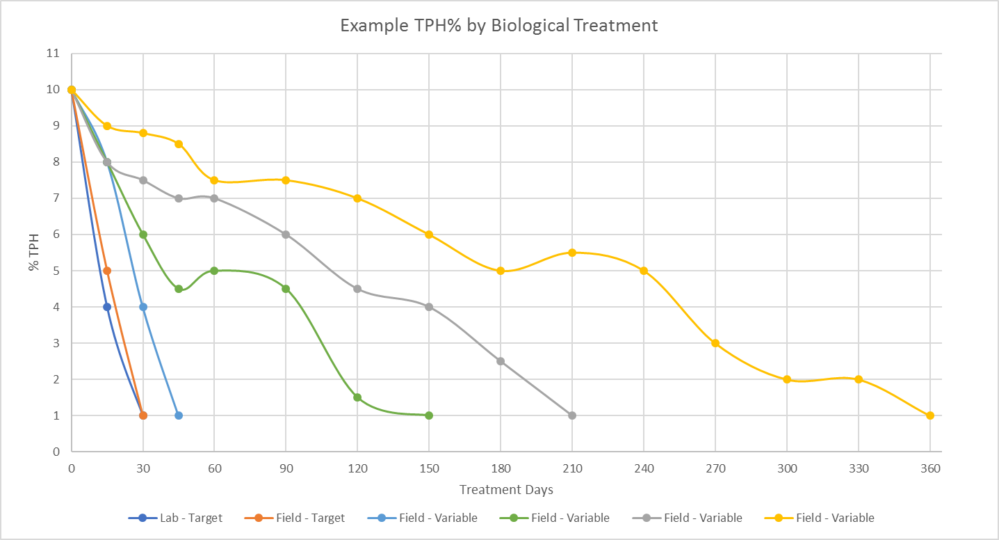 Example TPH% by Biological Treatment
11
10
9
8
7
6
5
4
3
2
1
0
% TPH
0 30 60 90 120 150 180 210 240 270 300 330 360
Treatment Days
Lab - Target Field - Target Field - Variable Field - Variable Field - Variable Field - Variable